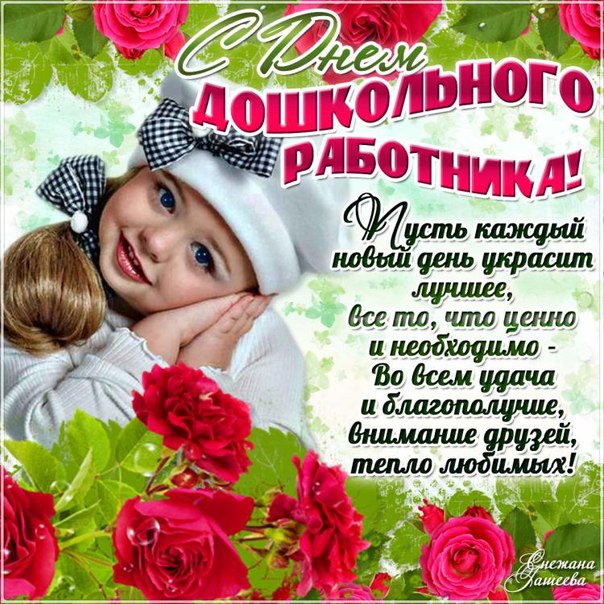 С Днем
ДОШКОЛЬНОГО
РАБОТНИКА!
Пусть каждый
новый день украсит
лучшее,
все то, что ценно
и необходимо -
Во всем удача
и благополучие,
внимание друзей,
тепло любимых!
Снежана